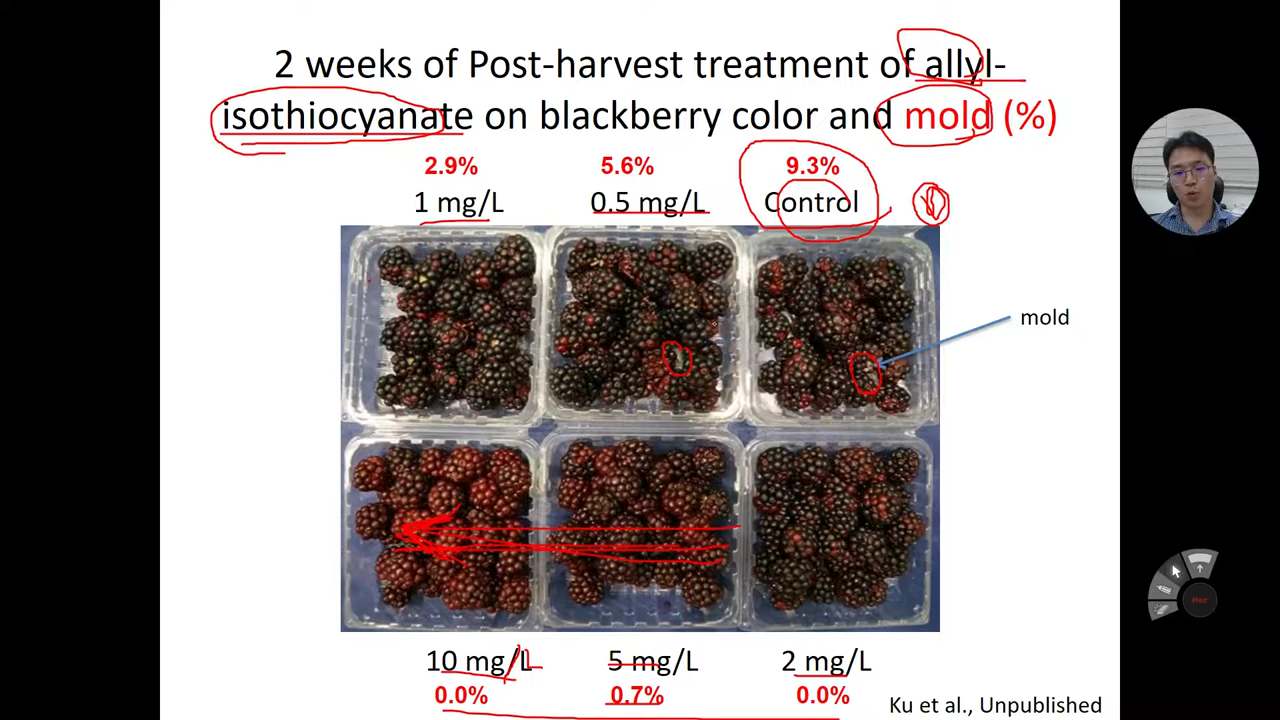 2 weeks of Post-harvest treatment of allyl-
isothiocyanate on blackberry color and mold (%)
2.9% 5.6% 9.3%
1 mg/L 0.5 mg/L Control
mold
10 mg/L 5 mg/L 2 mg/L
0.0% 0.7% 0.0%
Ku et al., Unpublished
Rec